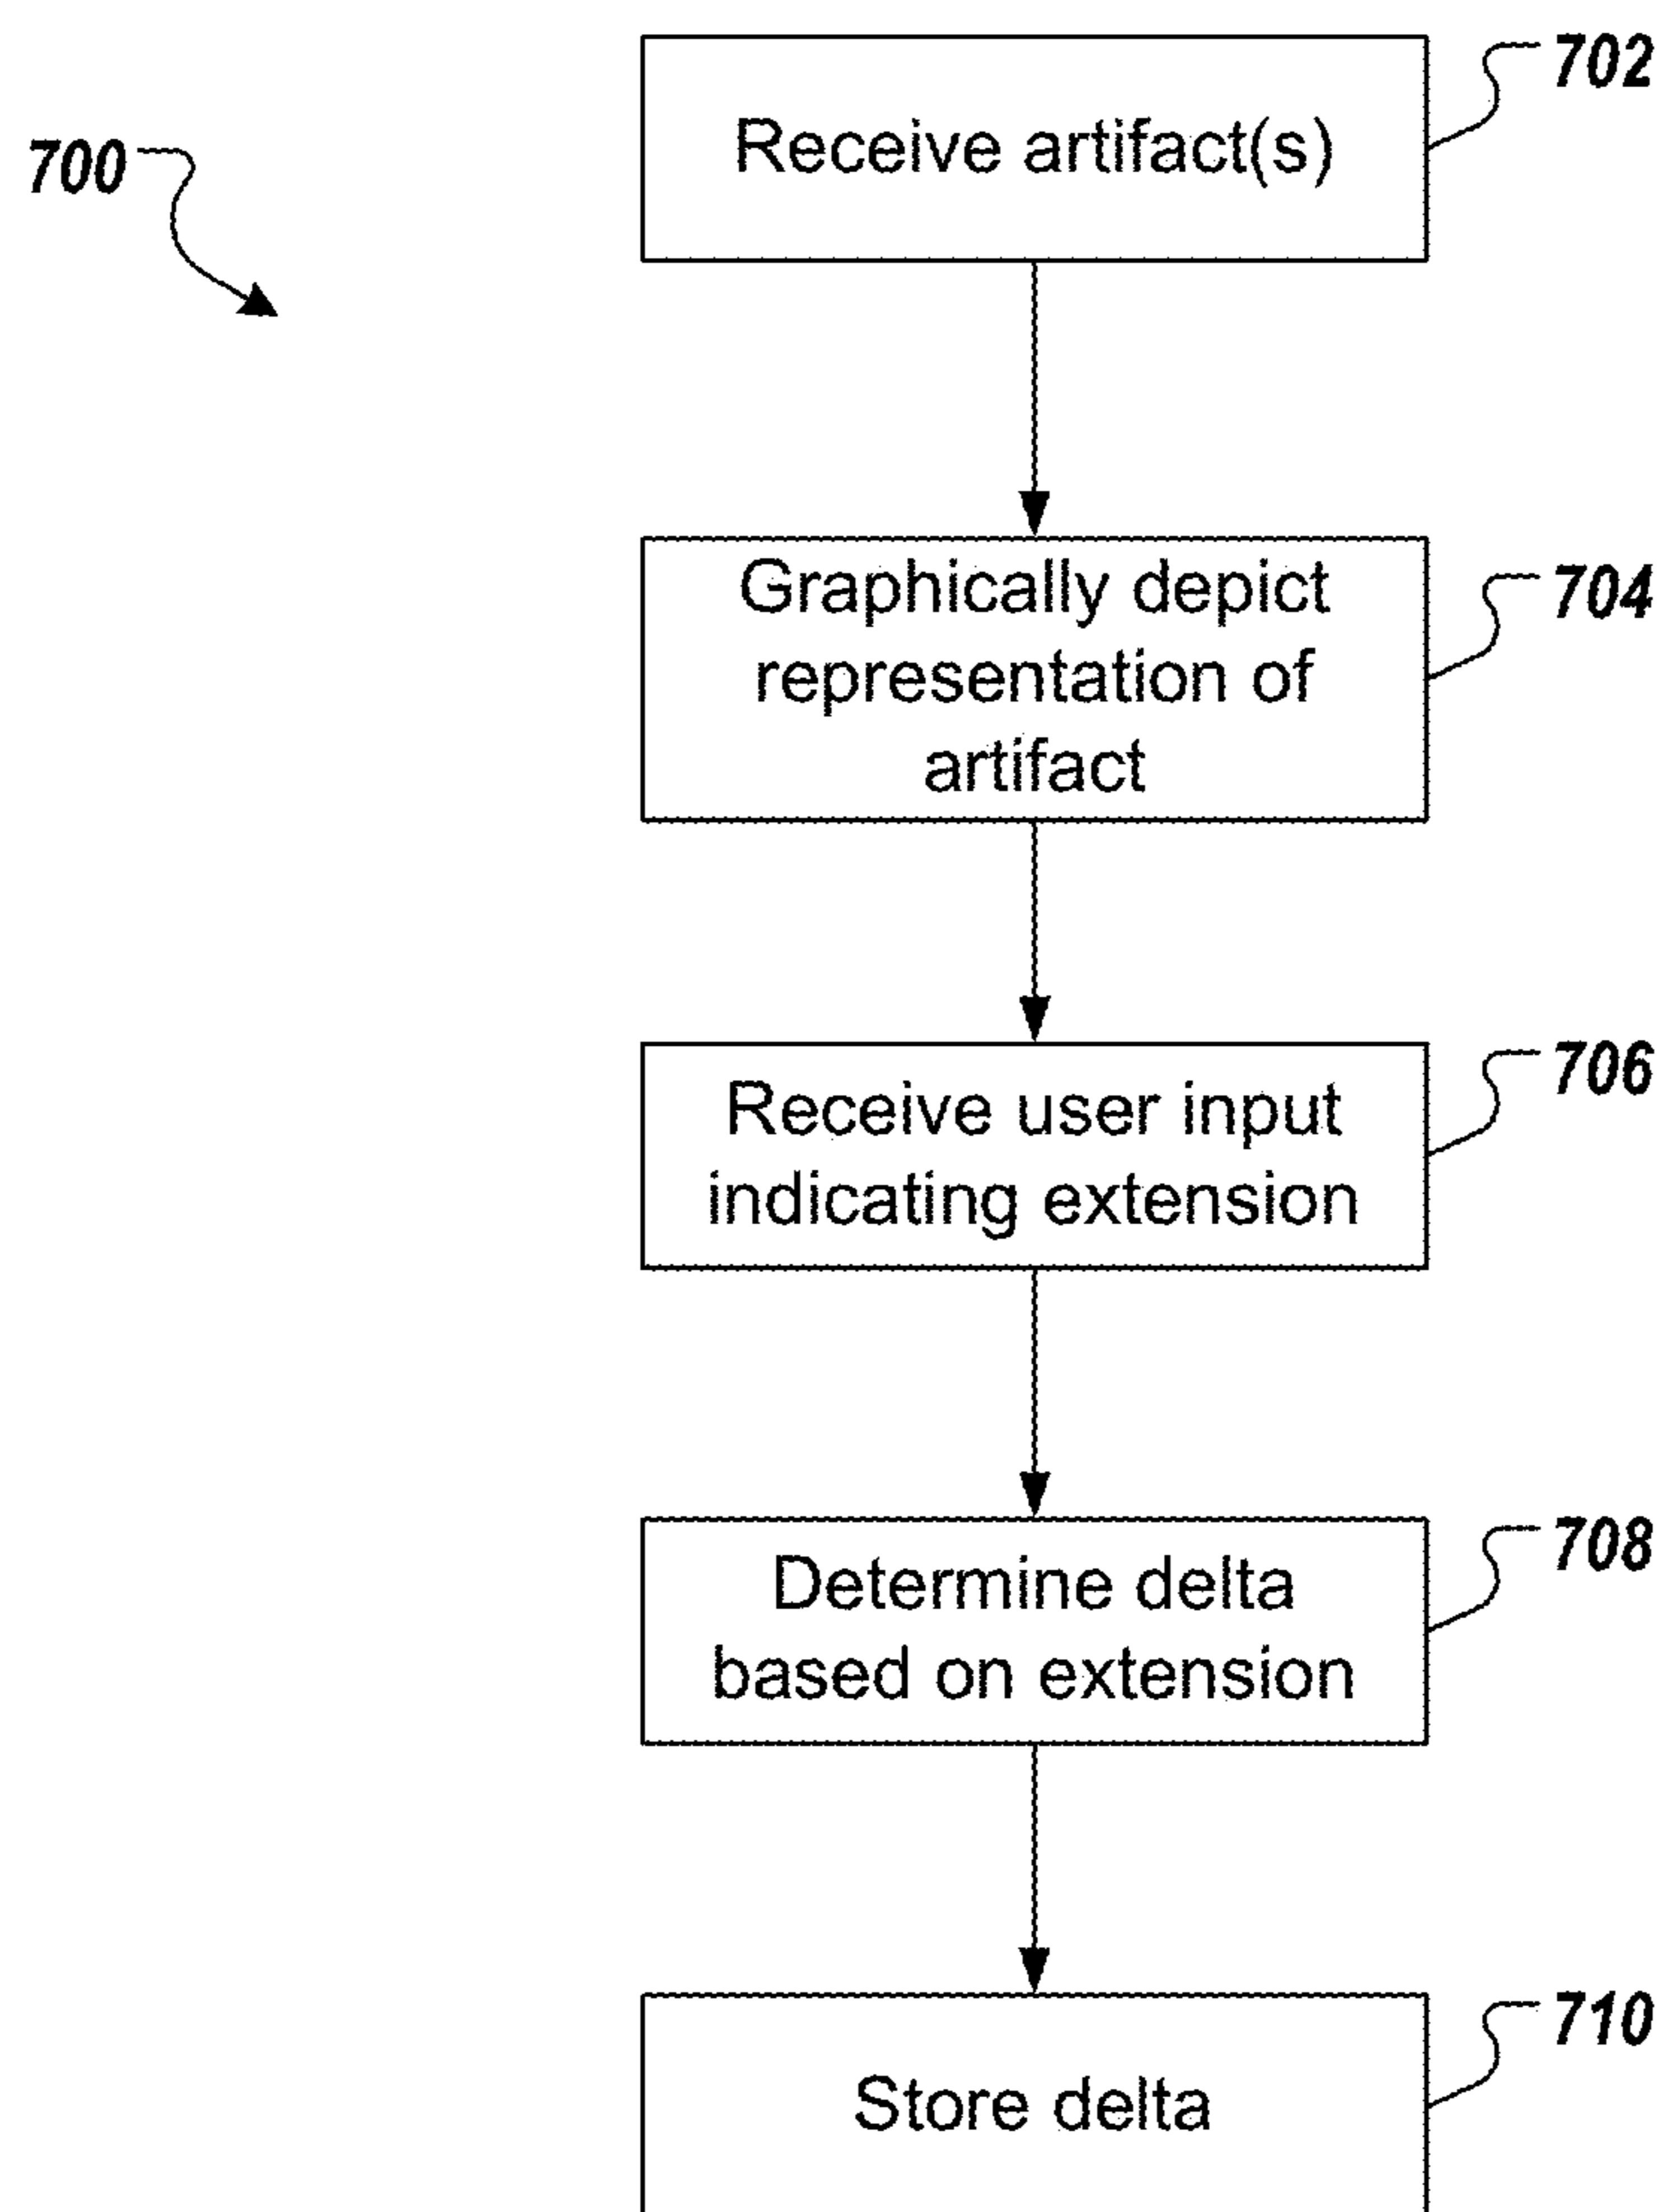 702
Receive artifact(s)
700
Graphically depict
representation of
artifact
704
Receive user input
indicating extension
706
Determine delta
based on extension
708
Store delta
710